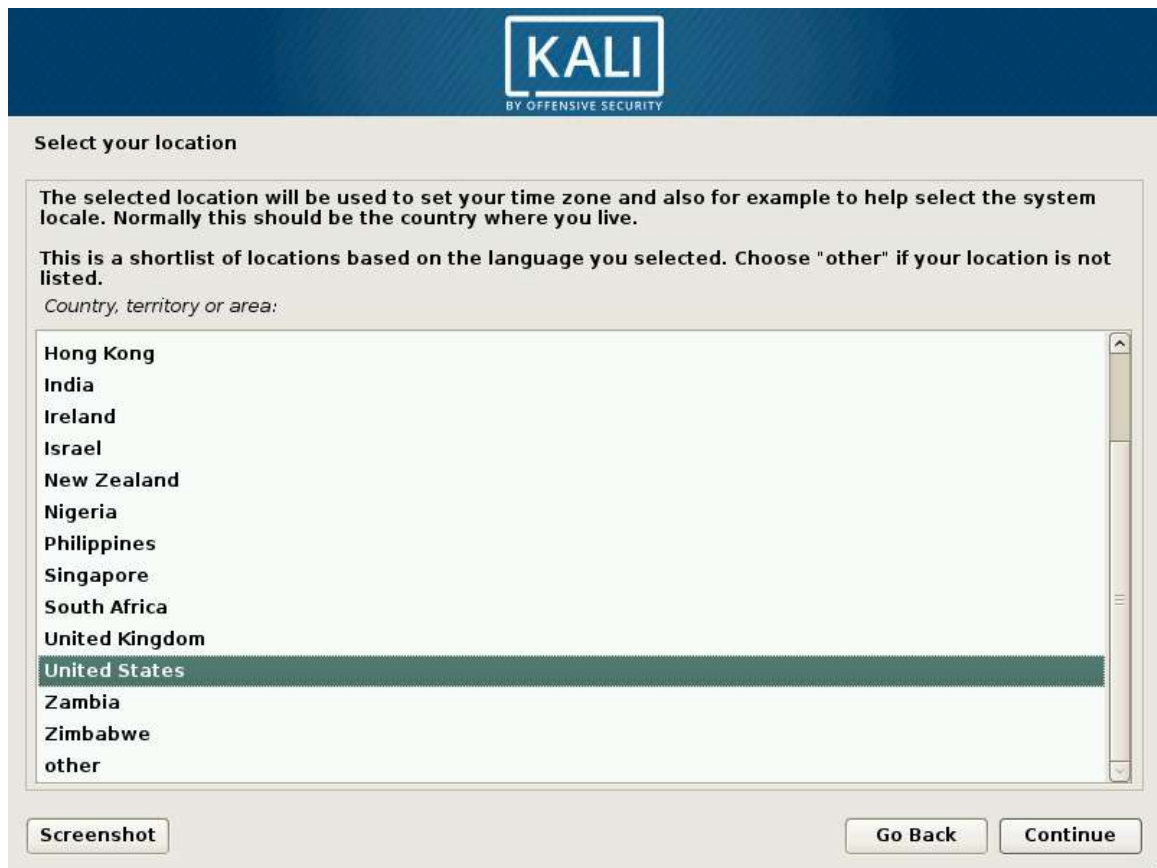 KALI
BY OFFENSIVE SECURITY
Select your location
The selected location will be used to set your time zone and also for example to help select the system
locale. Normally this should be the country where you live.
This is a shortlist of locations based on the language you selected. Choose "other" if your location is not
listed.
Country, territory or area:
Hong Kong
India
Ireland
Israel
New Zealand
Nigeria
Philippines
Singapore
South Africa
United Kingdom
United States
Zambia
Zimbabwe
other
Screenshot
Go Back
Continue